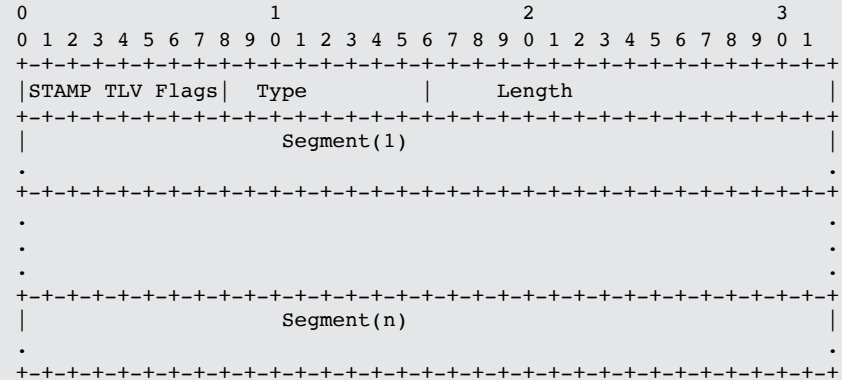 0                   1                   2                   3
0 1 2 3 4 5 6 7 8 9 0 1 2 3 4 5 6 7 8 9 0 1 2 3 4 5 6 7 8 9 0 1
+-+-+-+-+-+-+-+-+-+-+-+-+-+-+-+-+-+-+-+-+-+-+-+-+-+-+-+-+-+-+-+-+
|STAMP TLV Flags|  Type         |     Length                    |
+-+-+-+-+-+-+-+-+-+-+-+-+-+-+-+-+-+-+-+-+-+-+-+-+-+-+-+-+-+-+-+-+
|                    Segment(1)                                 |
.                                                               .
+-+-+-+-+-+-+-+-+-+-+-+-+-+-+-+-+-+-+-+-+-+-+-+-+-+-+-+-+-+-+-+-+
.                                                               .
.                                                               .
.                                                               .
+-+-+-+-+-+-+-+-+-+-+-+-+-+-+-+-+-+-+-+-+-+-+-+-+-+-+-+-+-+-+-+-+
|                    Segment(n)                                 |
.                                                               .
+-+-+-+-+-+-+-+-+-+-+-+-+-+-+-+-+-+-+-+-+-+-+-+-+-+-+-+-+-+-+-+-+